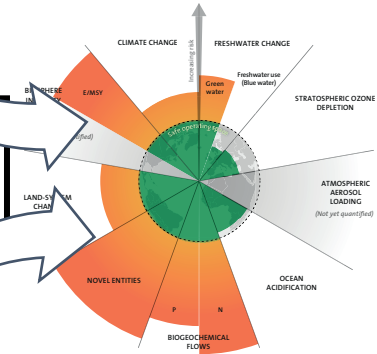 CLIMATE CHANGE
FRESHWATER CHANGE
Increasing risk
Green
water
Freshwater use
(Blue water)
E/MSY
STRATOSPHERIC OZONE
DEPLETION
Safe operating
ATMOSPHERIC
AEROSOL
LOADING
(Not yet quantified)
OCEAN
ACIDIFICATION
NOVEL ENTITIES
P
N
BIOGEOCHEMICAL
FLOWS